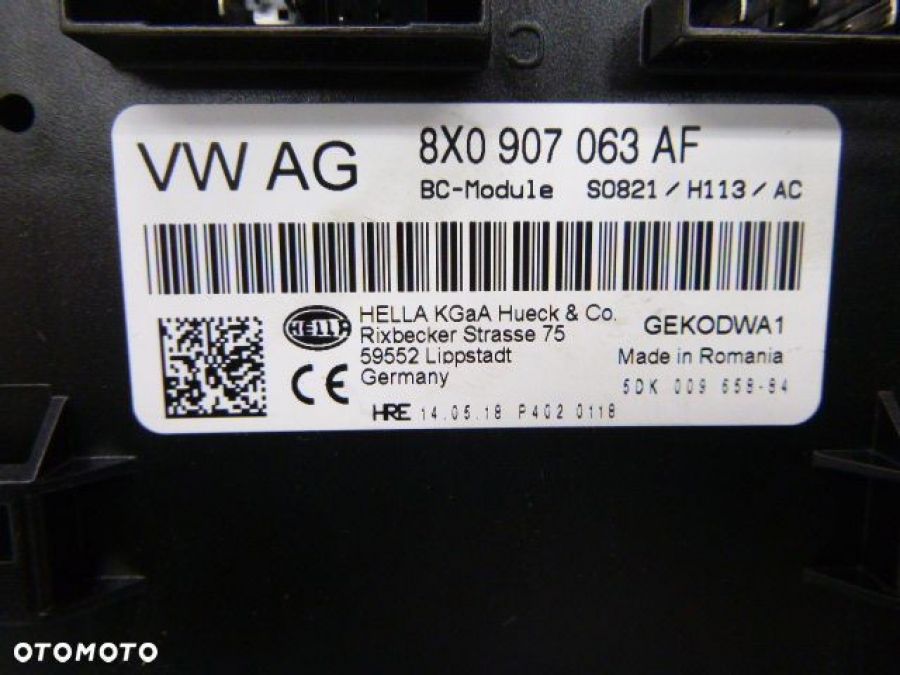 C
VW AG
8X0 907 063 AF
BC-Module S0821 / H113 / AC
HELLA
HELLA KGaA Hueck & Co.
Rixbecker Strasse 75
59552 Lippstadt
Germany
CE
GEKODWA1
Made in Romania
5DK 009 658-84
HRE 14.05.18 P402 0118
OTOMOTO